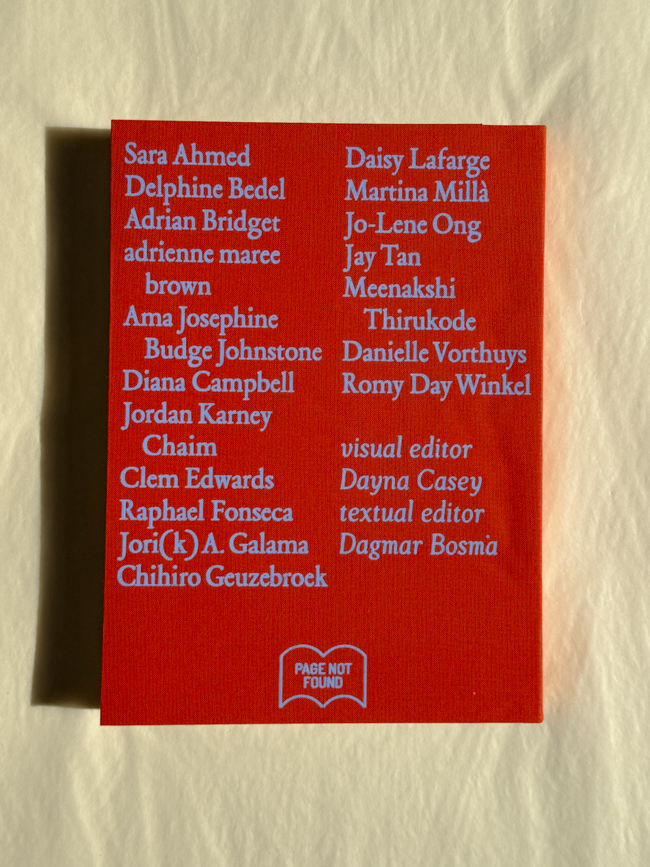 Sara Ahmed
Delphine Bedel
Adrian Bridget
adrienne maree
brown
Ama Josephine
Budge Johnstone
Diana Campbell
Jordan Karney
Chaim
Clem Edwards
Raphael Fonseca
Jori(k) A. Galama
Chihiro Geuzebroek
Daisy Lafarge
Martina Millà
Jo-Lene Ong
Jay Tan
Meenakshi
Thirukode
Danielle Vorthuys
Romy Day Winkel
visual editor
Dayna Casey
textual editor
Dagmar Bosma
PAGE NOT
FOUND